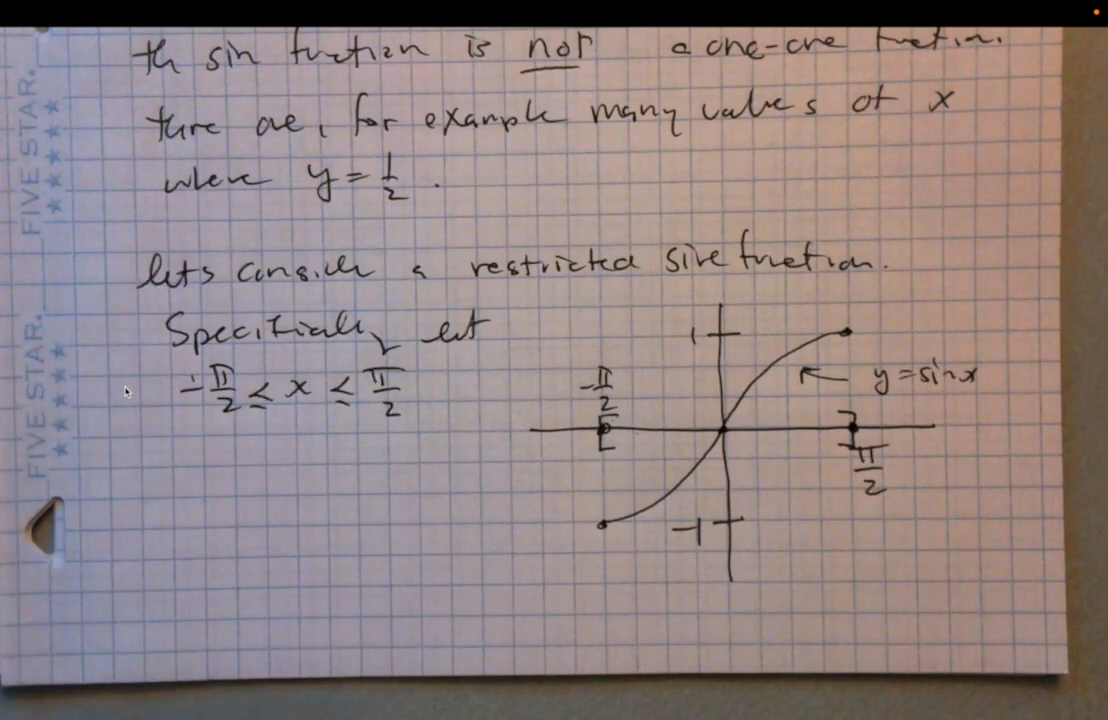 th sin function is not a one-one function.
there are, for example many values of x
where y = 1/2 .
lets consider a restricted sine function.
Specifically, let
-π/2 ≤ x ≤ π/2
1
y = sin x
-π/2
π/2
-1
FIVE STAR.
FIVE STAR.